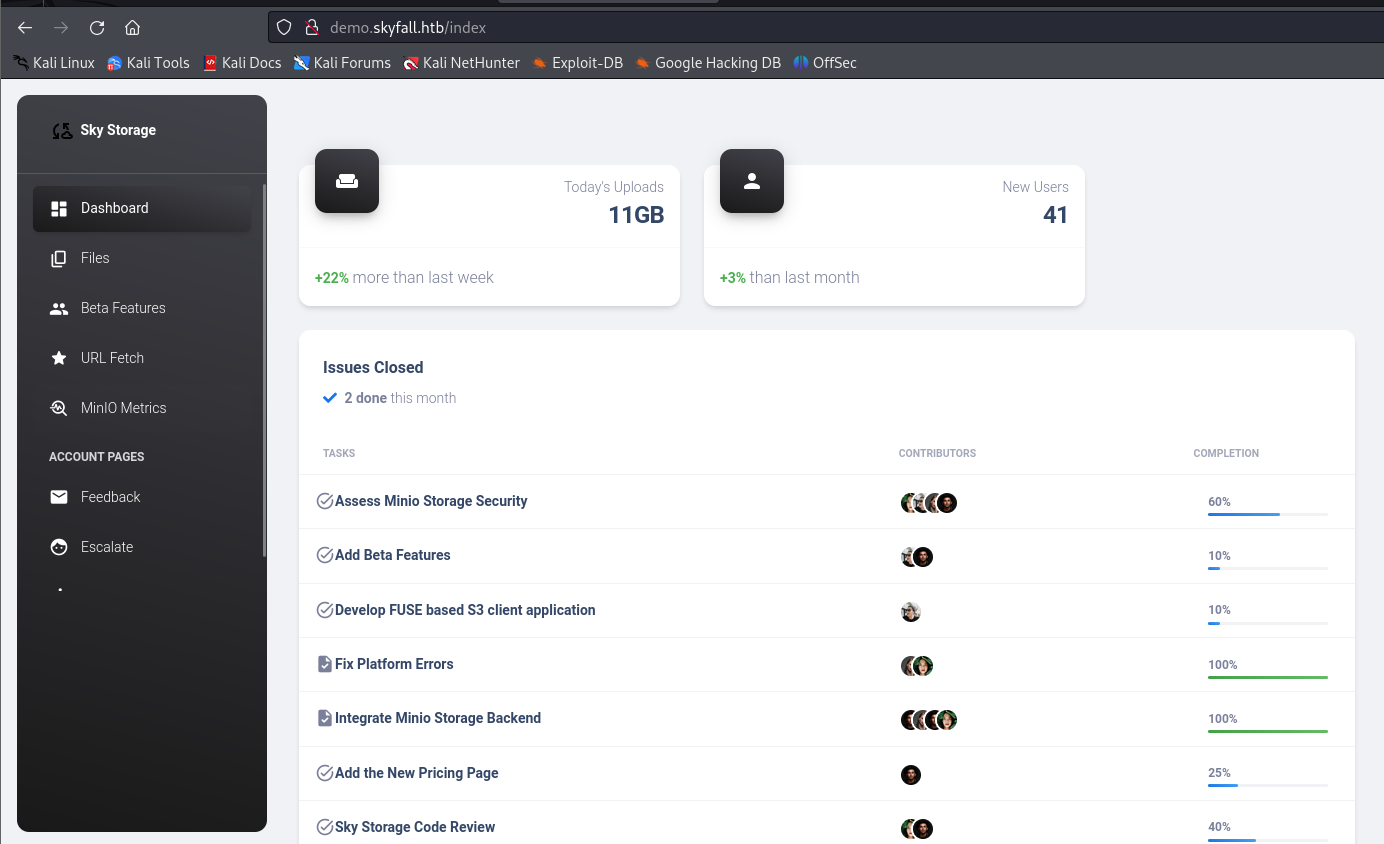 demo.skyfall.htb/index
Kali Linux Kali Tools Kali Docs Kali Forums Kali NetHunter Exploit-DB Google Hacking DB OffSec
Sky Storage
Dashboard
Files
Beta Features
URL Fetch
MinIO Metrics
ACCOUNT PAGES
Feedback
Escalate
Today's Uploads
11GB
+22% more than last week
New Users
41
+3% than last month
Issues Closed
2 done this month
TASKS CONTRIBUTORS COMPLETION
Assess Minio Storage Security 60%
Add Beta Features 10%
Develop FUSE based S3 client application 10%
Fix Platform Errors 100%
Integrate Minio Storage Backend 100%
Add the New Pricing Page 25%
Sky Storage Code Review 40%